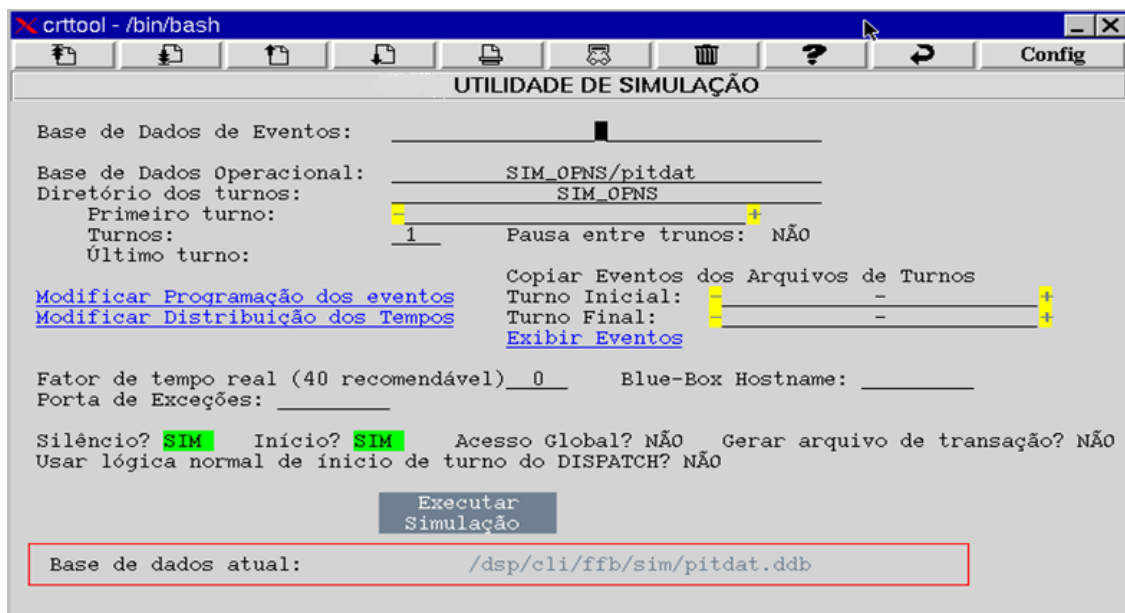 crttool - /bin/bash
? Config
UTILIDADE DE SIMULAÇÃO
Base de Dados de Eventos:
Base de Dados Operacional: SIM_OPNS/pitdat
Diretório dos turnos: SIM_OPNS
Primeiro turno: - +
Turnos: 1 Pausa entre trunos: NÃO
Último turno:
Copiar Eventos dos Arquivos de Turnos
Modificar Programação dos eventos Turno Inicial: - - +
Modificar Distribuição dos Tempos Turno Final: - - +
Exibir Eventos
Fator de tempo real (40 recomendável) 0 Blue-Box Hostname:
Porta de Exceções:
Silêncio? SIM Início? SIM Acesso Global? NÃO Gerar arquivo de transação? NÃO
Usar lógica normal de ínicio de turno do DISPATCH? NÃO
Executar
Simulação
Base de dados atual: /dsp/cli/ffb/sim/pitdat.ddb